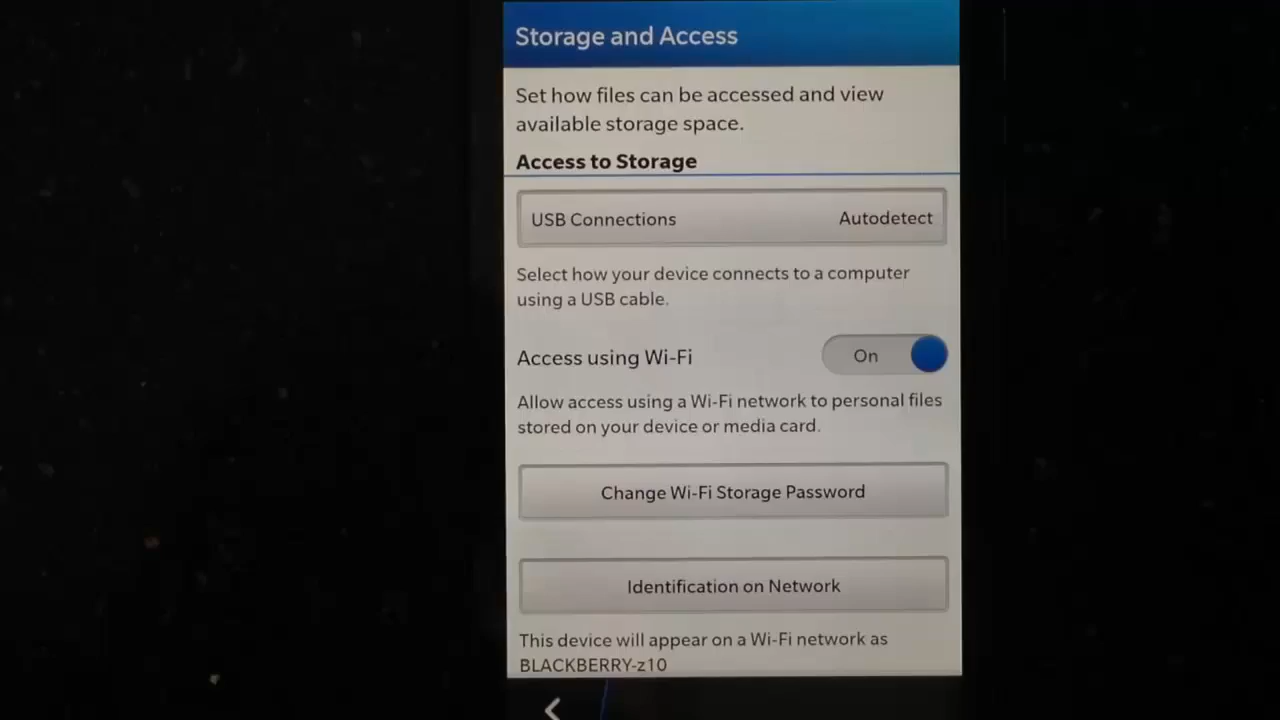 Storage and Access
Set how files can be accessed and view
available storage space.
Access to Storage
USB Connections Autodetect
Select how your device connects to a computer
using a USB cable.
Access using Wi-Fi On
Allow access using a Wi-Fi network to personal files
stored on your device or media card.
Change Wi-Fi Storage Password
Identification on Network
This device will appear on a Wi-Fi network as
BLACKBERRY-z10